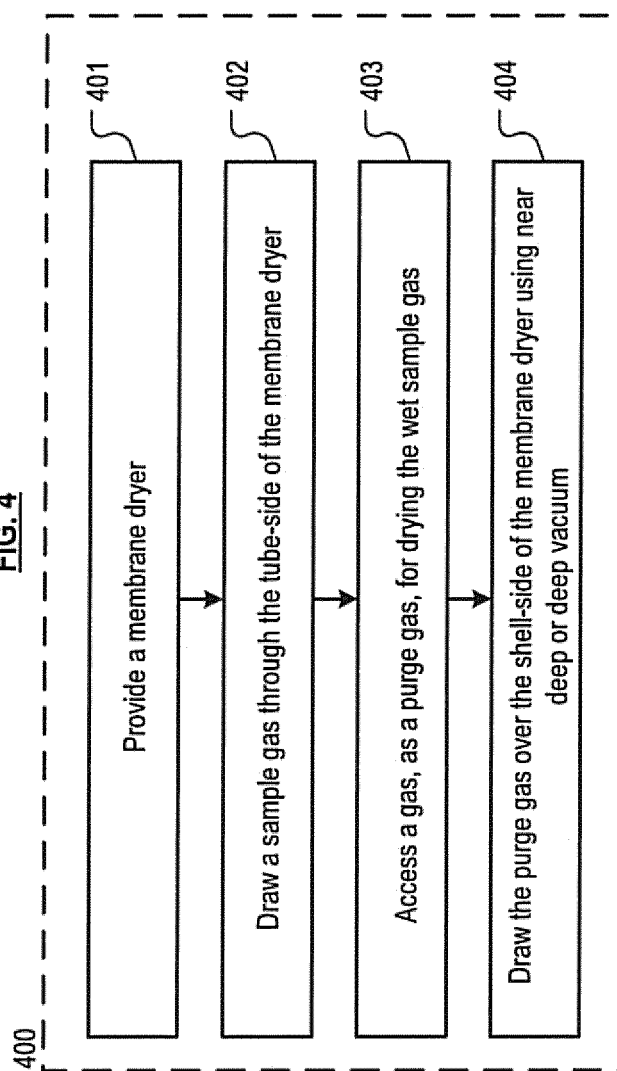 FIG. 4
400
Provide a membrane dryer
401
Draw a sample gas through the tube-side of the membrane dryer
402
Access a gas, as a purge gas, for drying the wet sample gas
403
Draw the purge gas over the shell-side of the membrane dryer using near
deep or deep vacuum
404